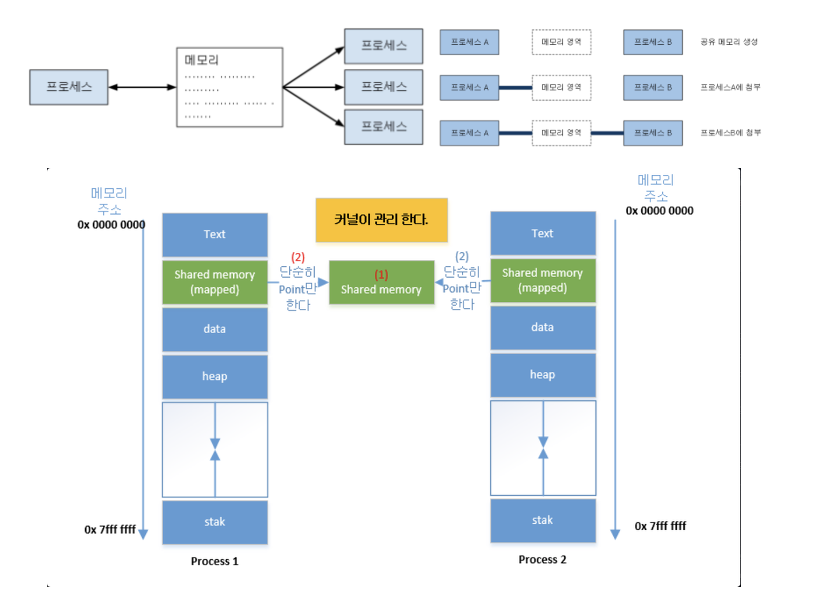 프로세스
메모리
........ .........
.........
.... ......... ...... .
.......
프로세스
프로세스
프로세스
프로세스 A
메모리 영역
프로세스 B
공유 메모리 생성
프로세스 A
메모리 영역
프로세스 B
프로세스A에 첨부
프로세스 A
메모리 영역
프로세스 B
프로세스B에 첨부
메모리
주소
0x 0000 0000
Text
Shared memory
(mapped)
data
heap
stak
0x 7fff ffff
Process 1
(2)
단순히
Point만
한다
커널이 관리 한다.
(1)
Shared memory
(2)
단순히
Point만
한다
메모리
주소
0x 0000 0000
Text
Shared memory
(mapped)
data
heap
stak
0x 7fff ffff
Process 2